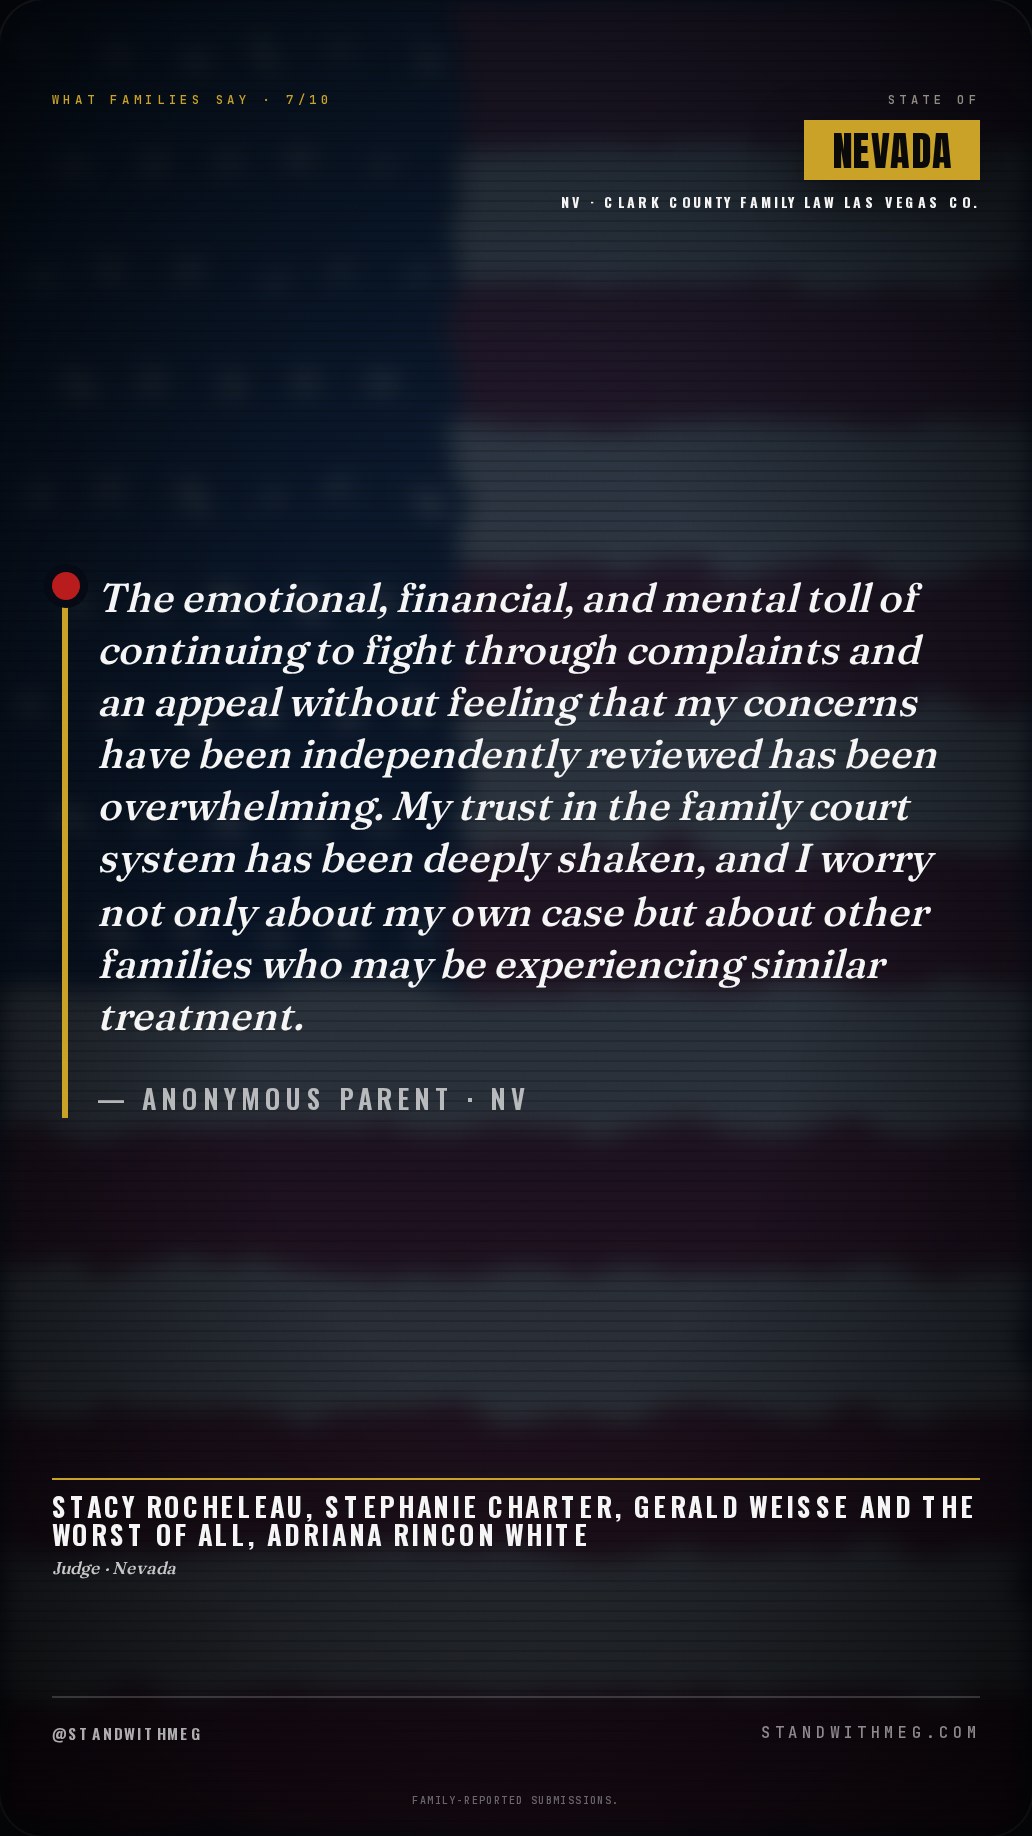 WHAT FAMILIES SAY · 7/10
STATE OF
NEVADA
NV · CLARK COUNTY FAMILY LAW LAS VEGAS CO.
The emotional, financial, and mental toll of
continuing to fight through complaints and
an appeal without feeling that my concerns
have been independently reviewed has been
overwhelming. My trust in the family court
system has been deeply shaken, and I worry
not only about my own case but about other
families who may be experiencing similar
treatment.
— ANONYMOUS PARENT · NV
STACY ROCHELEAU, STEPHANIE CHARTER, GERALD WEISSE AND THE
WORST OF ALL, ADRIANA RINCON WHITE
Judge · Nevada
@STANDWITHMEG
STANDWITHMEG.COM
FAMILY-REPORTED SUBMISSIONS.